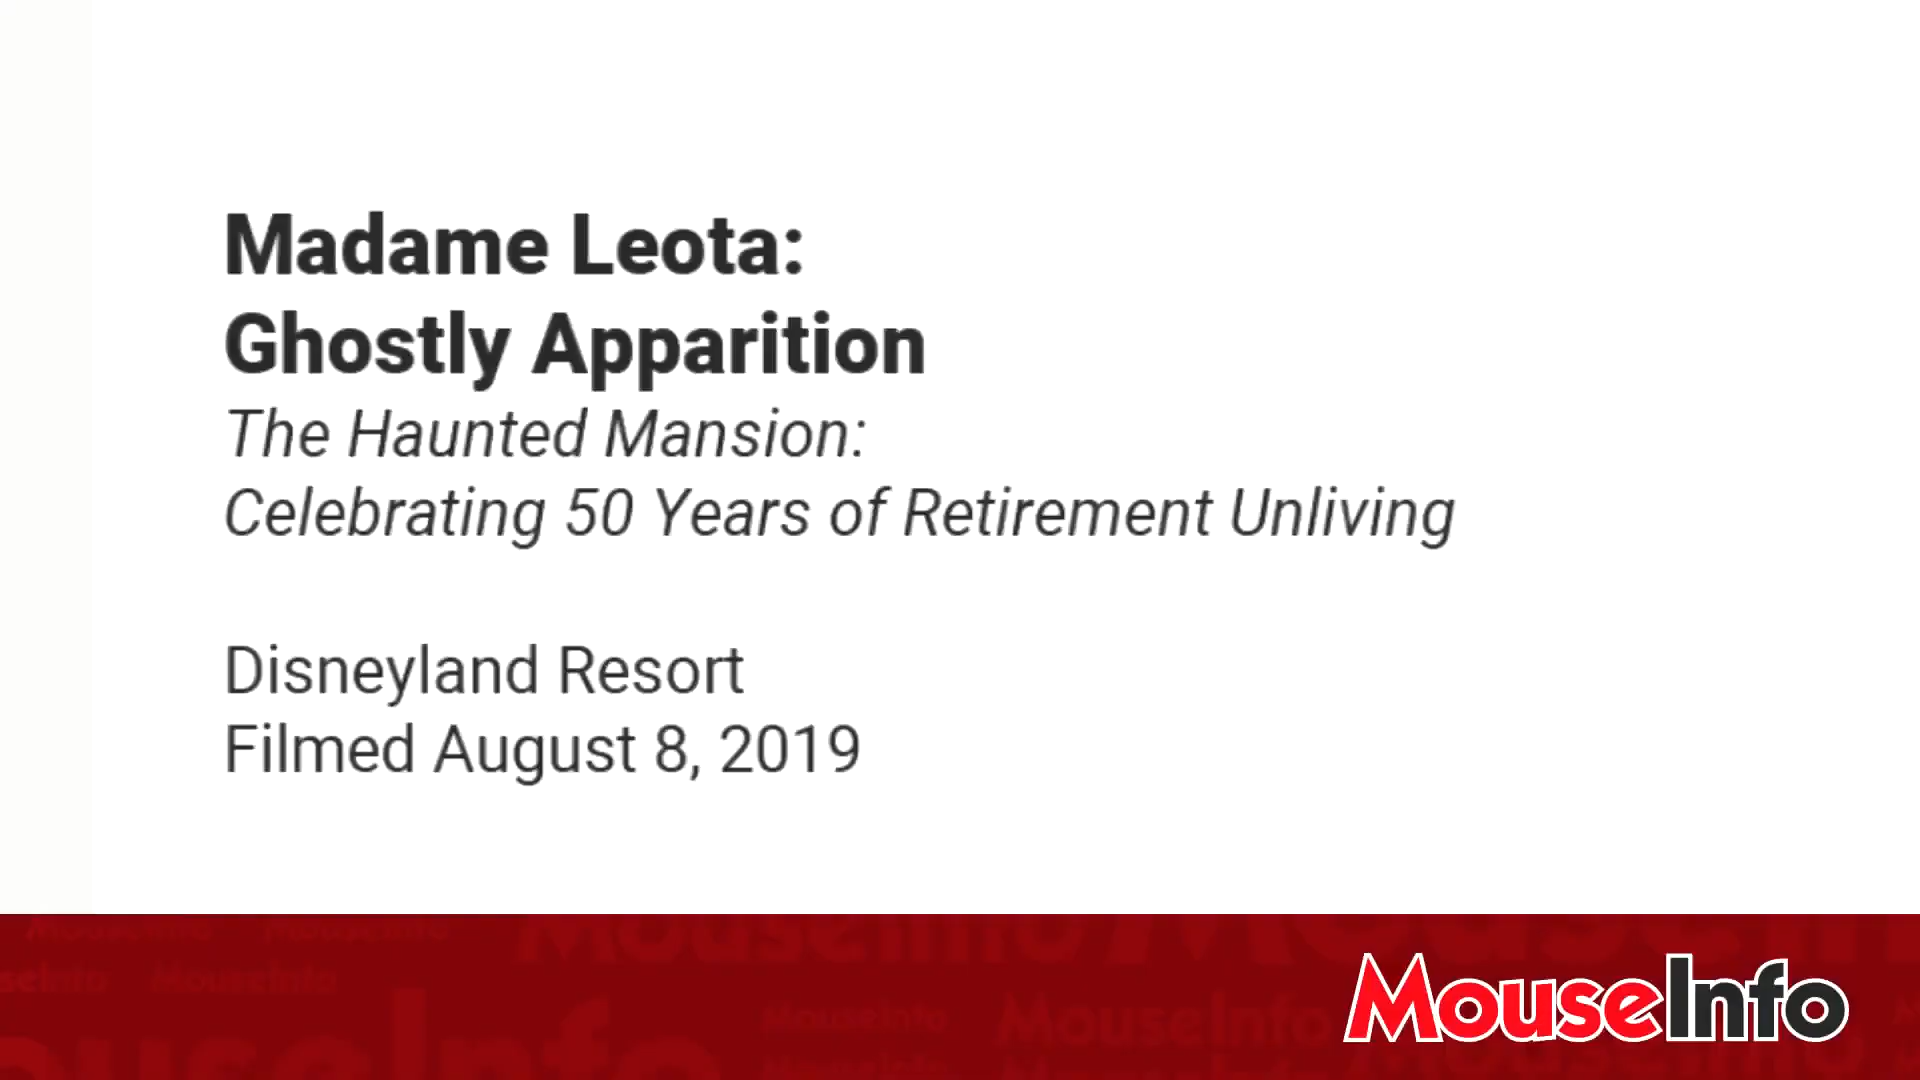 Madame Leota:
Ghostly Apparition
The Haunted Mansion:
Celebrating 50 Years of Retirement Unliving
Disneyland Resort
Filmed August 8, 2019
MouseInfo